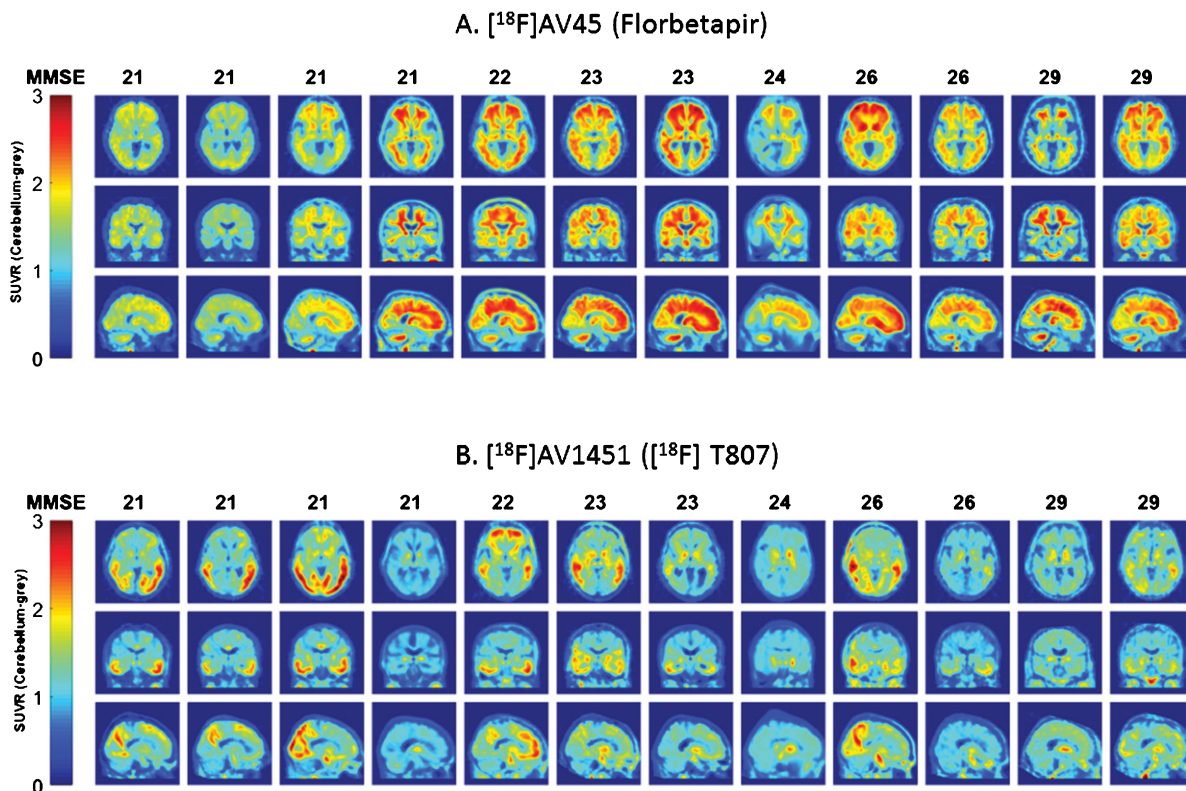 A. [¹⁸F]AV45 (Florbetapir)
MMSE 21 21 21 21 22 23 23 24 26 26 29 29
3
2
1
0
SUVR (Cerebellum-grey)
B. [¹⁸F]AV1451 ([¹⁸F] T807)
MMSE 21 21 21 21 22 23 23 24 26 26 29 29
3
2
1
0
SUVR (Cerebellum-grey)